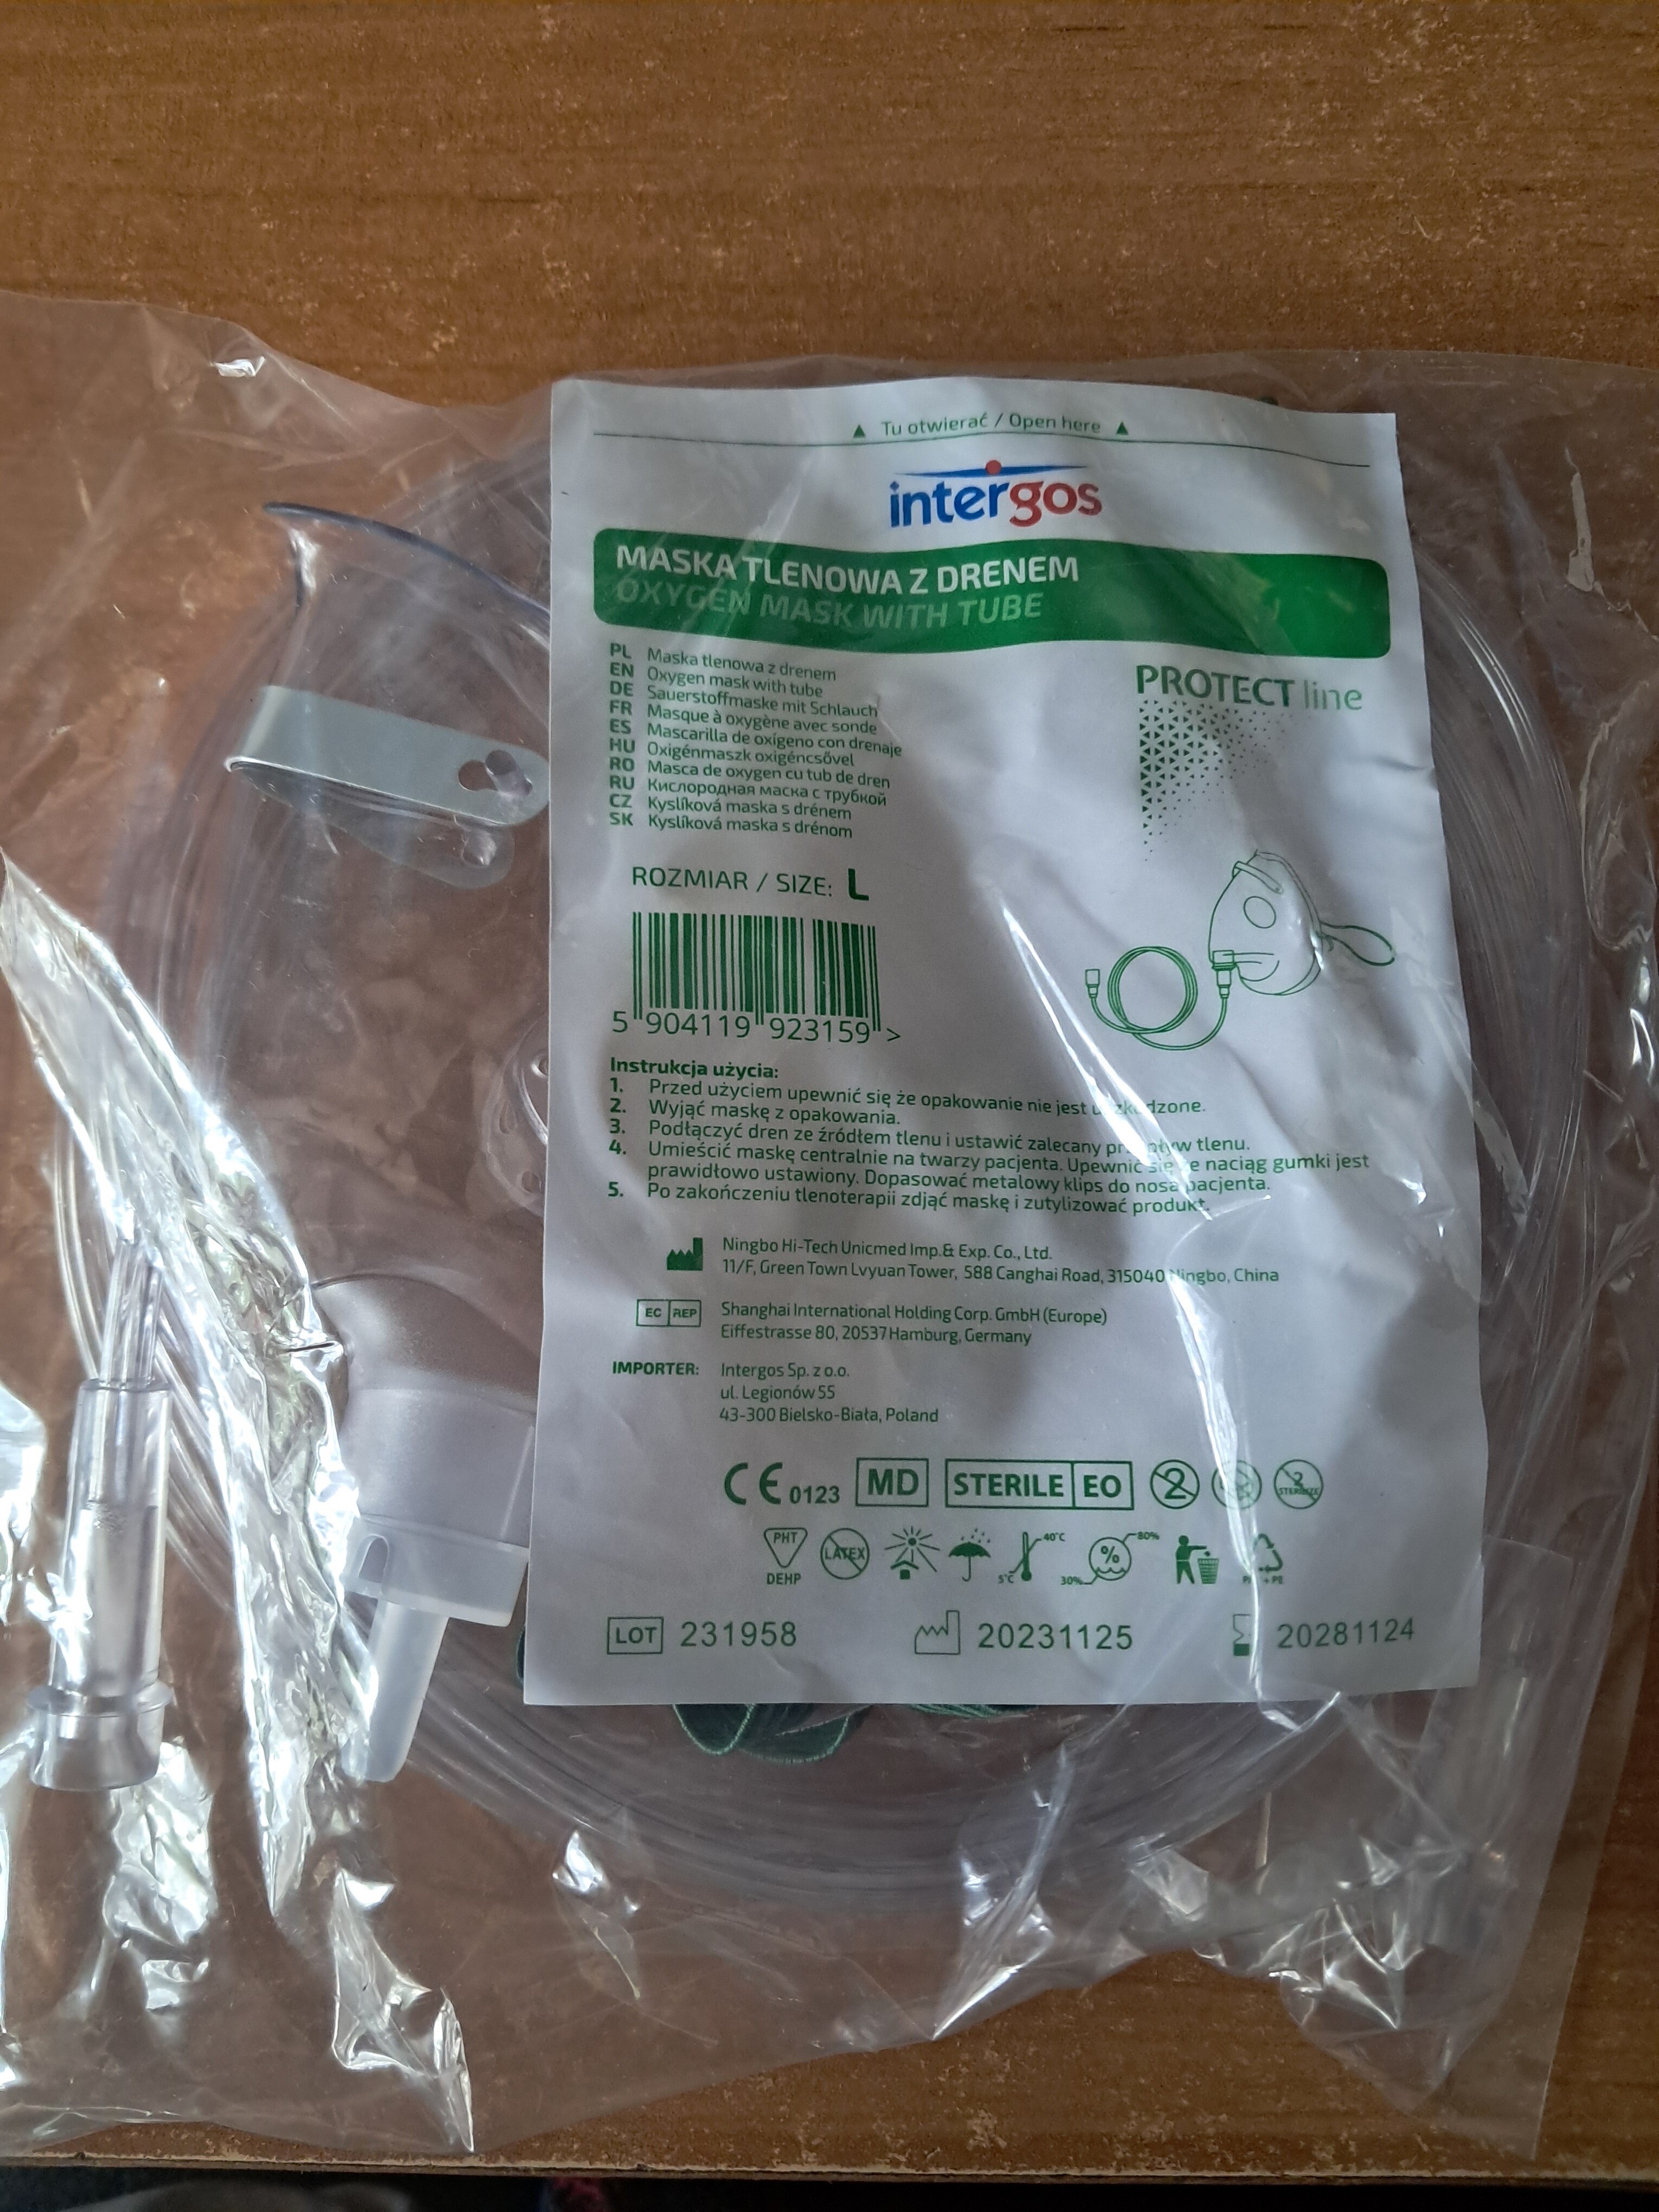 ▲ Tu otwierać / Open here ▲
intergos
MASKA TLENOWA Z DRENEM
OXYGEN MASK WITH TUBE
PL Maska tlenowa z drenem
EN Oxygen mask with tube
DE Sauerstoffmaske mit Schlauch
FR Masque à oxygène avec sonde
ES Mascarilla de oxígeno con drenaje
HU Oxigénmaszk oxigéncsővel
RO Masca de oxygen cu tub de dren
RU Кислородная маска с трубкой
CZ Kyslíková maska s drénem
SK Kyslíková maska s drénom
PROTECT line
ROZMIAR / SIZE: L
5 904119 923159 >
Instrukcja użycia:
1. Przed użyciem upewnić się że opakowanie nie jest
2. Wyjąć maskę z opakowania.
3. Podłączyć dren ze źródłem tlenu i ustawić zalecany tlenu.
4. Umieścić maskę centralnie na twarzy pacjenta. Upewnić się że naciąg gumki jest
prawidłowo ustawiony. Dopasować metalowy klips do nosa pacjenta.
5. Po zakończeniu tlenoterapii zdjąć maskę i zutylizować produkt.
Ningbo Hi-Tech Unicmed Imp.& Exp. Co., Ltd.
11/F, Green Town Lvyuan Tower, 588 Canghai Road, 315040 Ningbo, China
EC REP Shanghai International Holding Corp. GmbH (Europe)
Eiffestrasse 80, 20537 Hamburg, Germany
IMPORTER: Intergos Sp. z o.o.
ul. Legionów 55
43-300 Bielsko-Biała, Poland
CE 0123 MD STERILE EO 2 STERILIZE
PHT DEHP LATEX 5°C 40°C 30% % 80%
LOT 231958 20231125 20281124